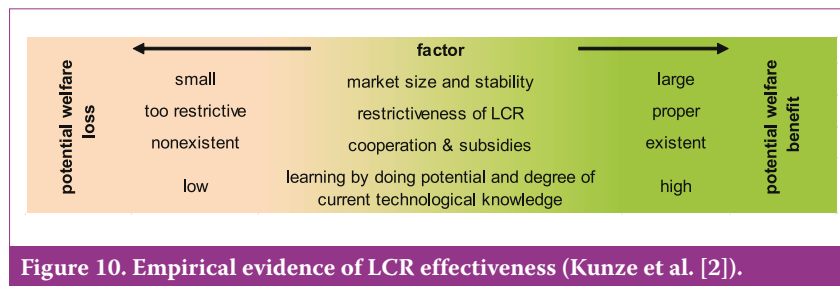 factor
potential welfare
loss
small
market size and stability
large
too restrictive
restrictiveness of LCR
proper
nonexistent
cooperation & subsidies
existent
low
learning by doing potential and degree of
current technological knowledge
high
potential welfare
benefit
Figure 10. Empirical evidence of LCR effectiveness (Kunze et al. [2]).